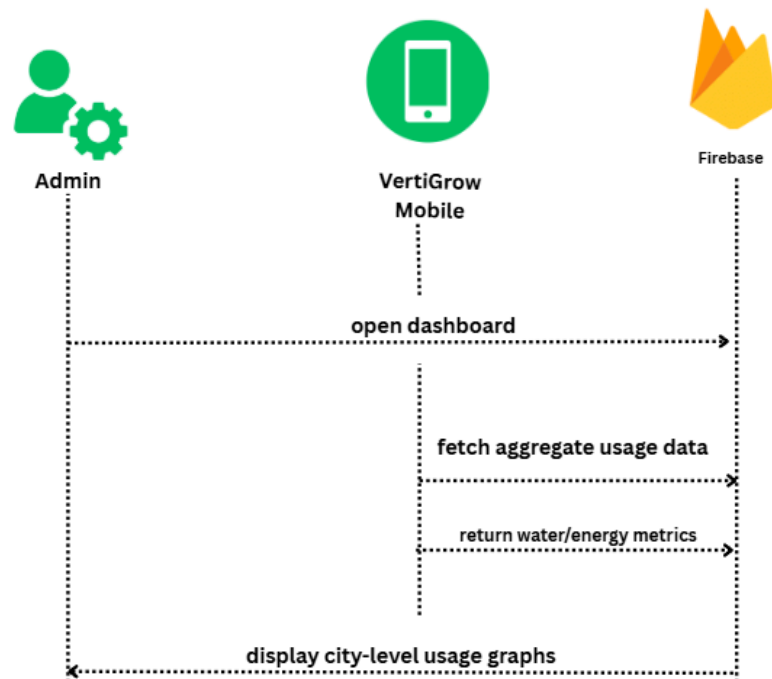 Admin
VertiGrow
Mobile
Firebase
open dashboard
fetch aggregate usage data
return water/energy metrics
display city-level usage graphs